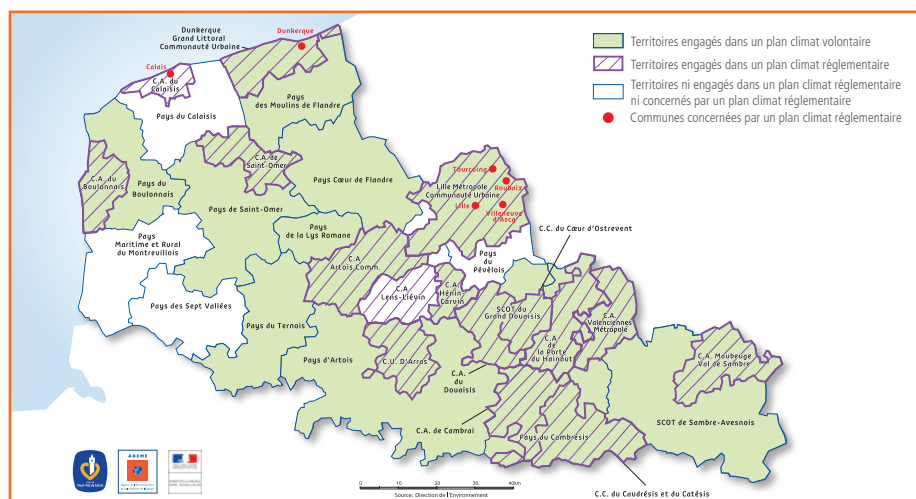 Dunkerque
Grand Littoral
Communauté Urbaine
Dunkerque
Calais
C.A. du
Calaisis
Pays du Calaisis
Pays
des Moulins de Flandre
C.A. du
Boulonnais
Pays du
Boulonnais
C.A. de
Saint-Omer
Pays de Saint-Omer
Pays Cœur de Flandre
Pays
de la Lys Romane
Tourcoing
Roubaix
Lille Métropole
Communauté Urbaine
Lille
Villeneuve
d'Ascq
C.C. du Cœur d'Ostrevent
Pays
Maritime et Rural
du Montreuillois
Pays des Sept Vallées
Pays du Ternois
C.A.
Artois Comm.
C.A.
Lens-Liévin
C.A.
Hénin-
Carvin
Pays
du
Pévélois
SCOT du
Grand Douaisis
C.A.
de
la Porte
du Hainaut
C.A.
Valenciennes
Métropole
C.A. Maubeuge
Val de Sambre
Pays d'Artois
C.U. D'Arras
C.A.
du
Douaisis
C.A. de Cambrai
Pays du Cambrésis
SCOT de Sambre-Avesnois
C.C. du Caudrésis et du Catésis
Territoires engagés dans un plan climat volontaire
Territoires engagés dans un plan climat réglementaire
Territoires ni engagés dans un plan climat réglementaire
ni concernés par un plan climat réglementaire
Communes concernées par un plan climat réglementaire
ADEME
0 10 20 30 40km
Source: Direction de l'Environnement